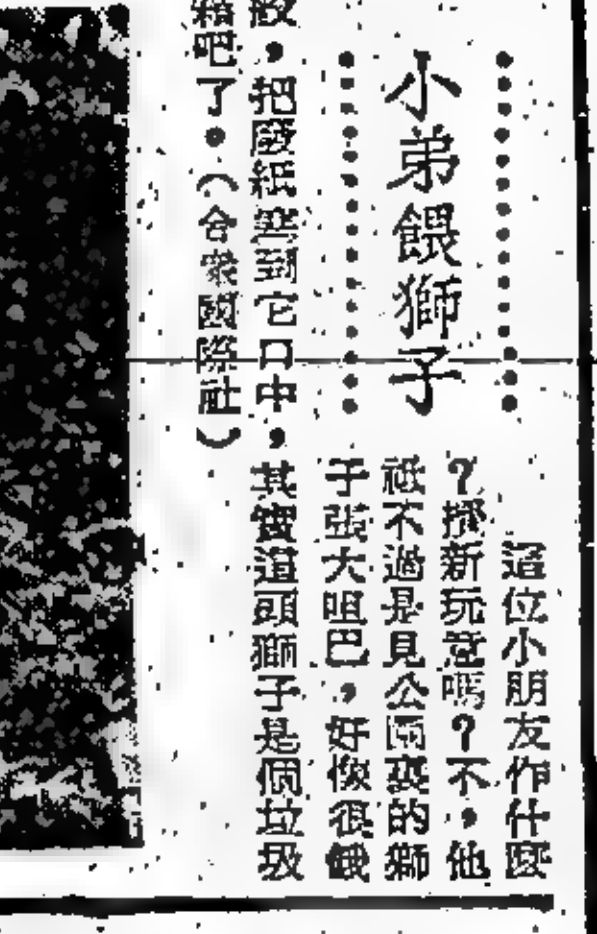 小弟餵獅子
這位小朋友作什麼
？攪新玩意嗎？不，他
祗不過是見公園裏的獅
子張大咀巴，好像很餓
，把廢紙塞到它口中，其實這頭獅子是個垃圾
箱吧了。（合衆國際社）